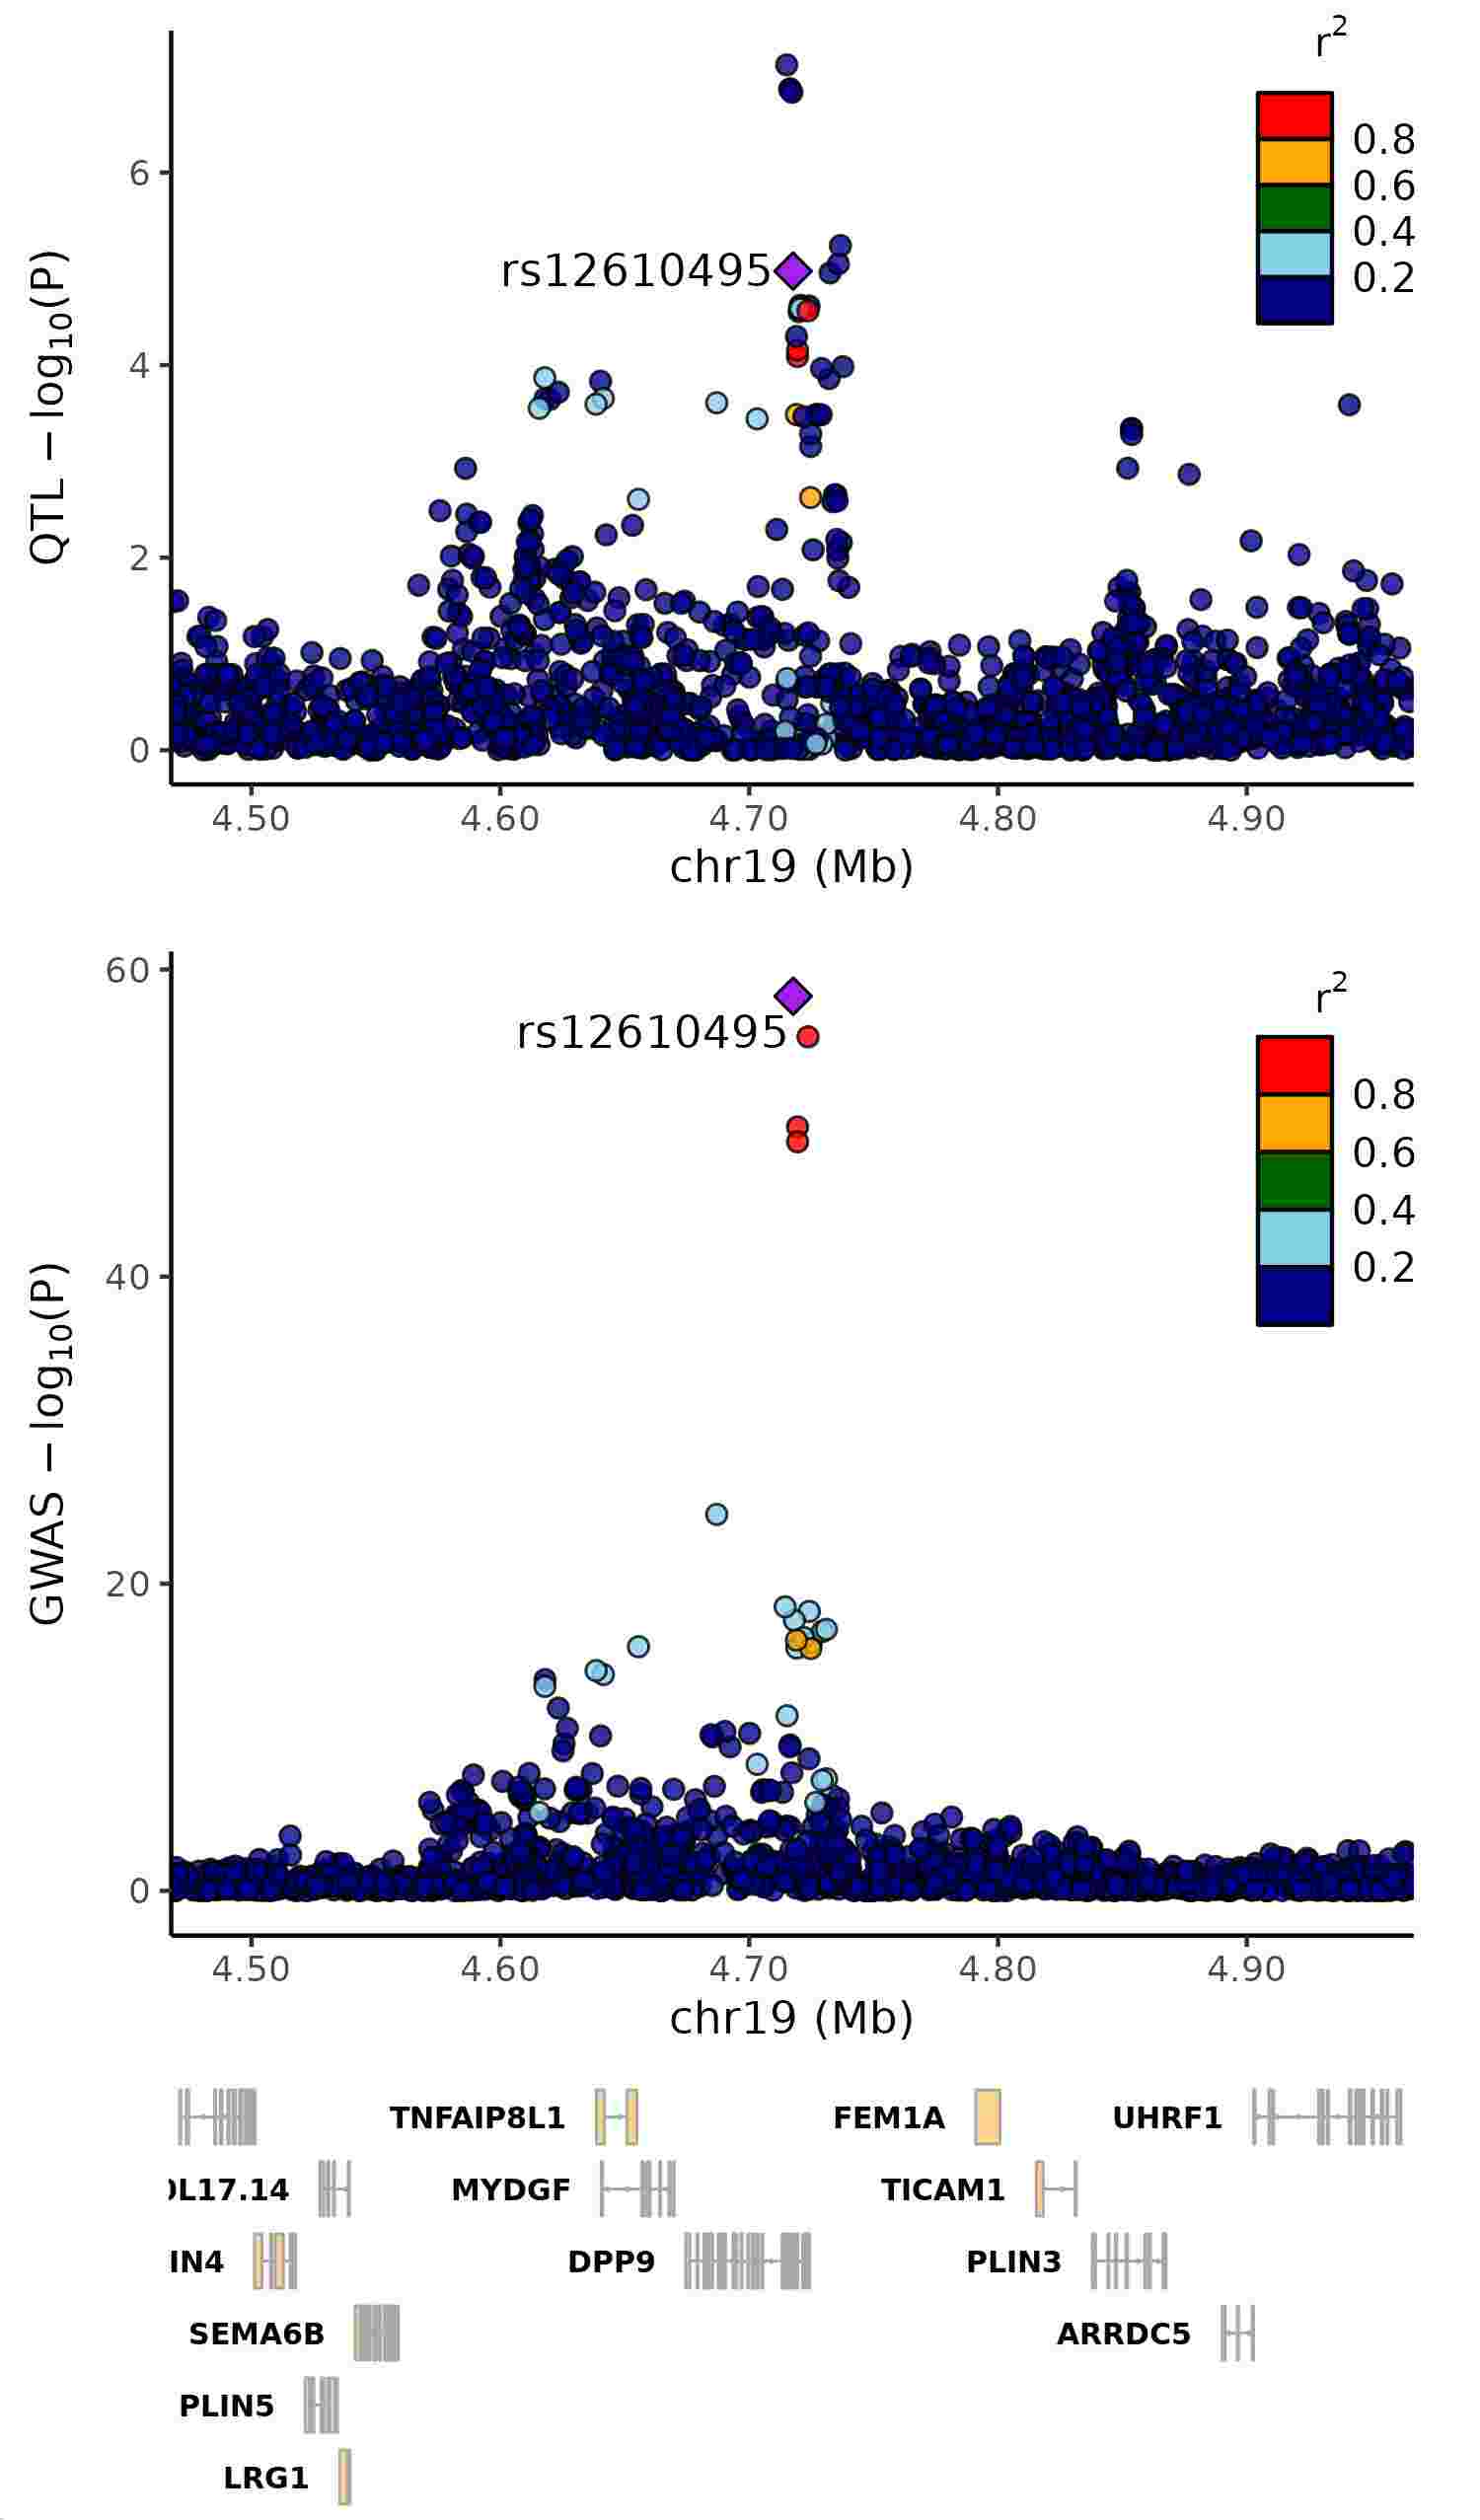 r2
0.8
0.6
0.4
0.2
6
4
2
0
QTL −log10(P)
rs12610495
4.50 4.60 4.70 4.80 4.90
chr19 (Mb)
r2
0.8
0.6
0.4
0.2
60
40
20
0
GWAS −log10(P)
rs12610495
4.50 4.60 4.70 4.80 4.90
chr19 (Mb)
TNFAIP8L1 FEM1A UHRF1
L17.14 MYDGF TICAM1
IN4 DPP9 PLIN3
SEMA6B ARRDC5
PLIN5
LRG1